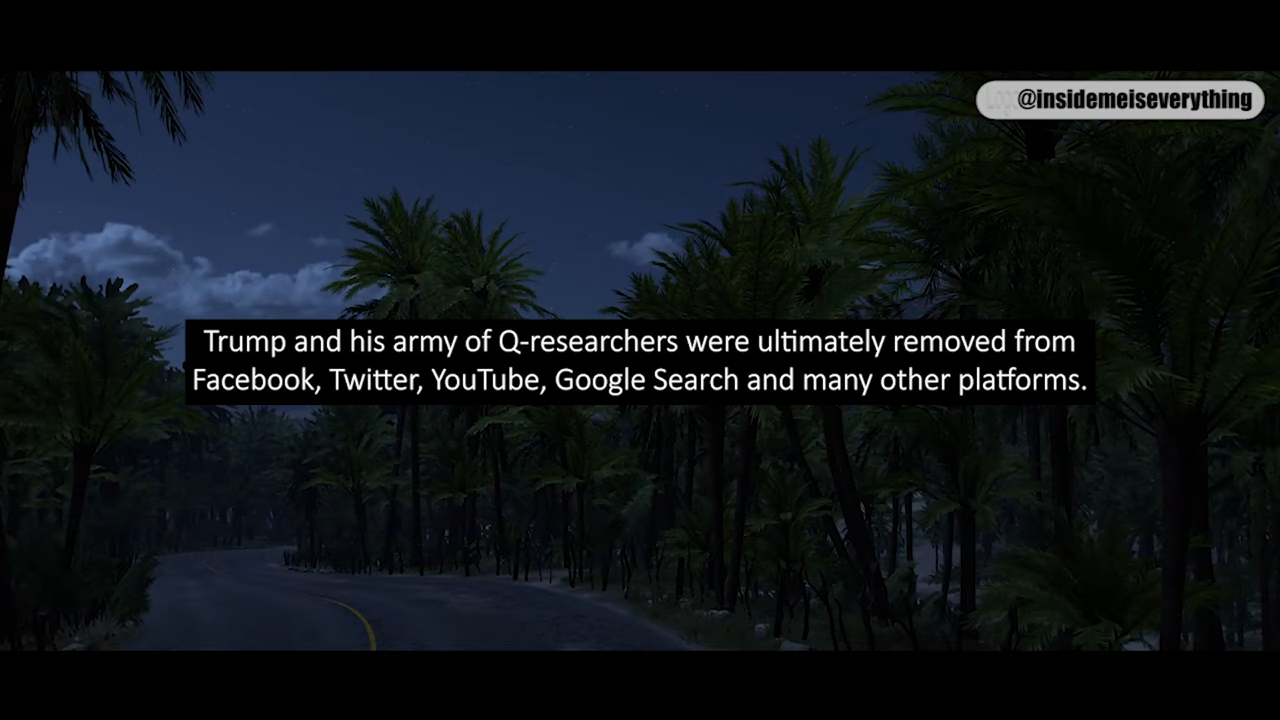 @insidemeiseverything
Trump and his army of Q-researchers were ultimately removed from
Facebook, Twitter, YouTube, Google Search and many other platforms.